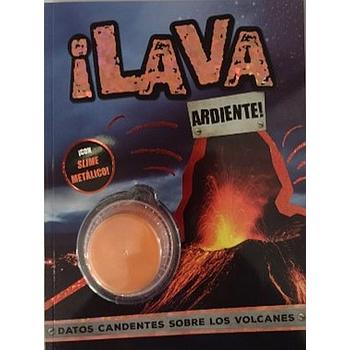 ¡LAVA
ARDIENTE!
¡CON
SLIME
METÁLICO!
DATOS CANDENTES SOBRE LOS VOLCANES